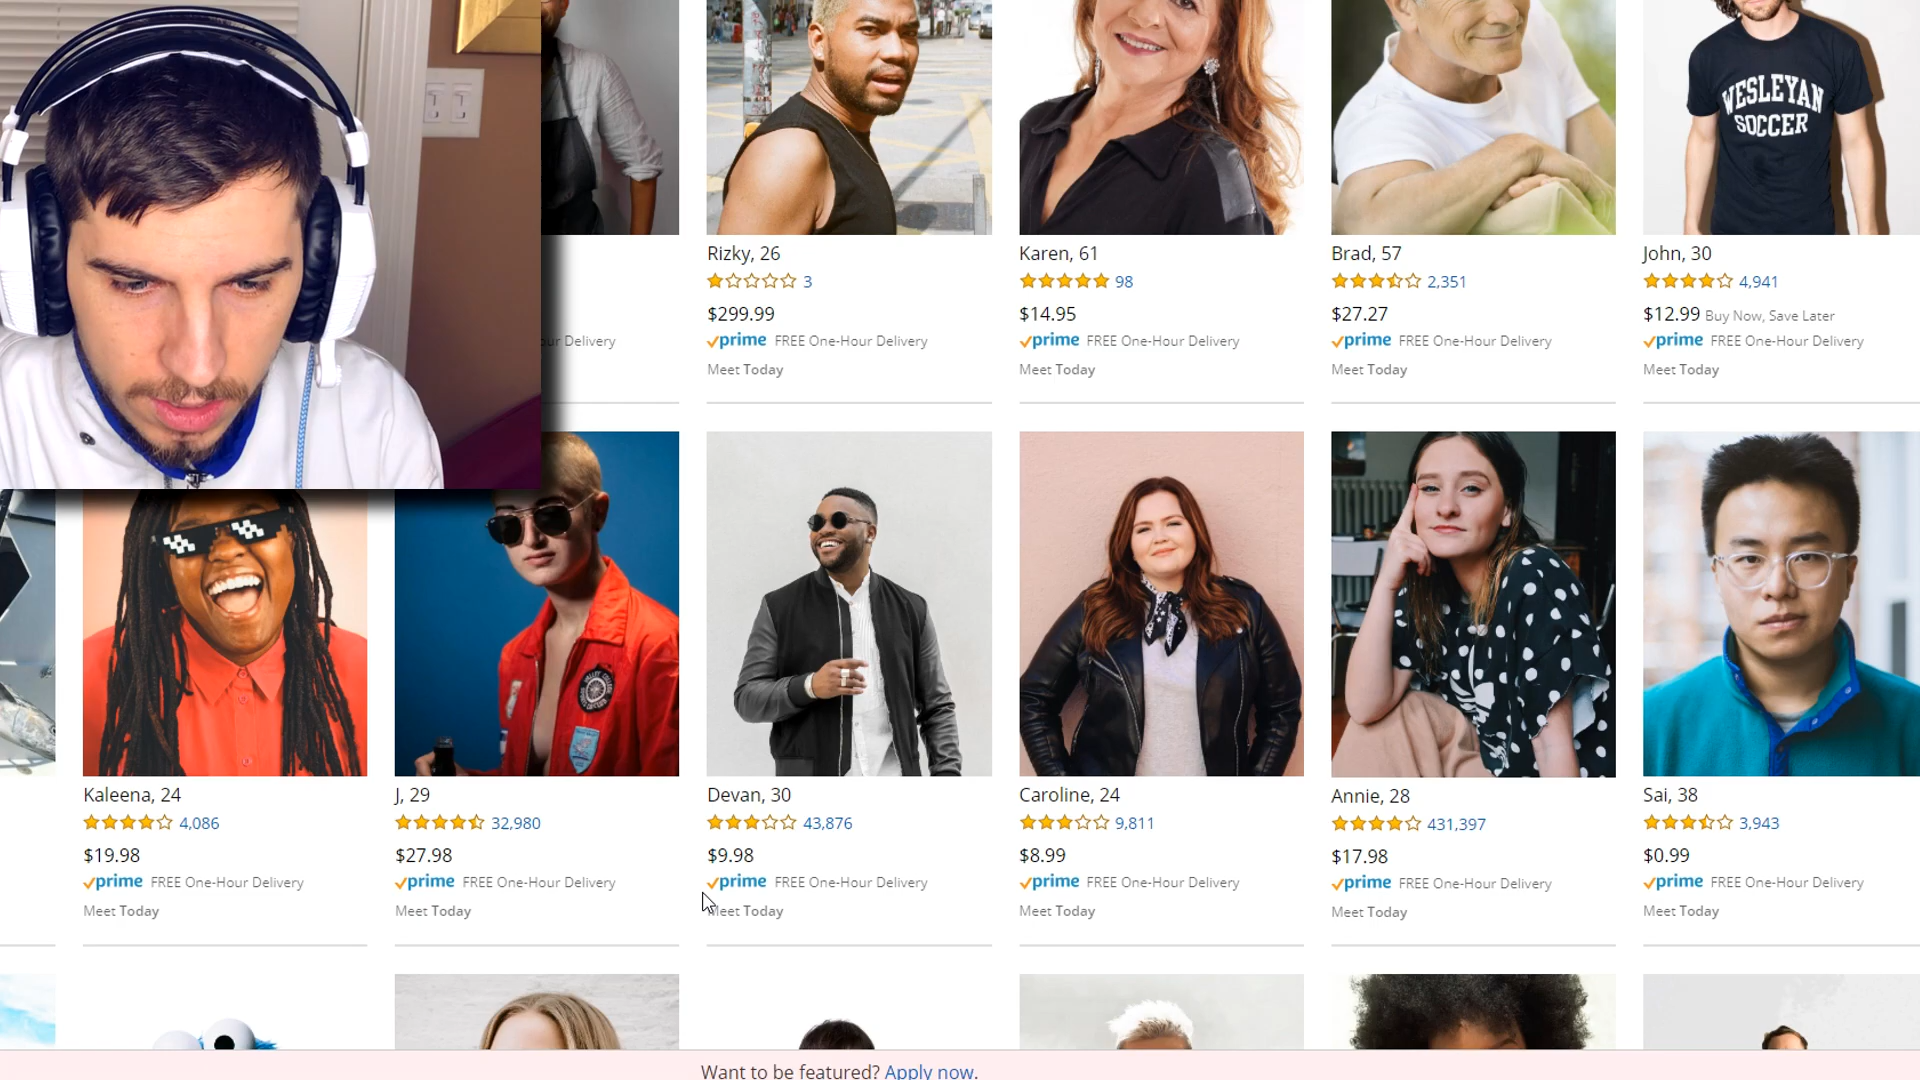 WESLEYAN
SOCCER
Rizky, 26
3
$299.99
prime FREE One-Hour Delivery
Meet Today
Karen, 61
98
$14.95
prime FREE One-Hour Delivery
Meet Today
Brad, 57
2,351
$27.27
prime FREE One-Hour Delivery
Meet Today
John, 30
4,941
$12.99 Buy Now, Save Later
prime FREE One-Hour Delivery
Meet Today
Delivery
Kaleena, 24
4,086
$19.98
prime FREE One-Hour Delivery
Meet Today
J, 29
32,980
$27.98
prime FREE One-Hour Delivery
Meet Today
Devan, 30
43,876
$9.98
prime FREE One-Hour Delivery
Meet Today
Caroline, 24
9,811
$8.99
prime FREE One-Hour Delivery
Meet Today
Annie, 28
431,397
$17.98
prime FREE One-Hour Delivery
Meet Today
Sai, 38
3,943
$0.99
prime FREE One-Hour Delivery
Meet Today
Want to be featured? Apply now.